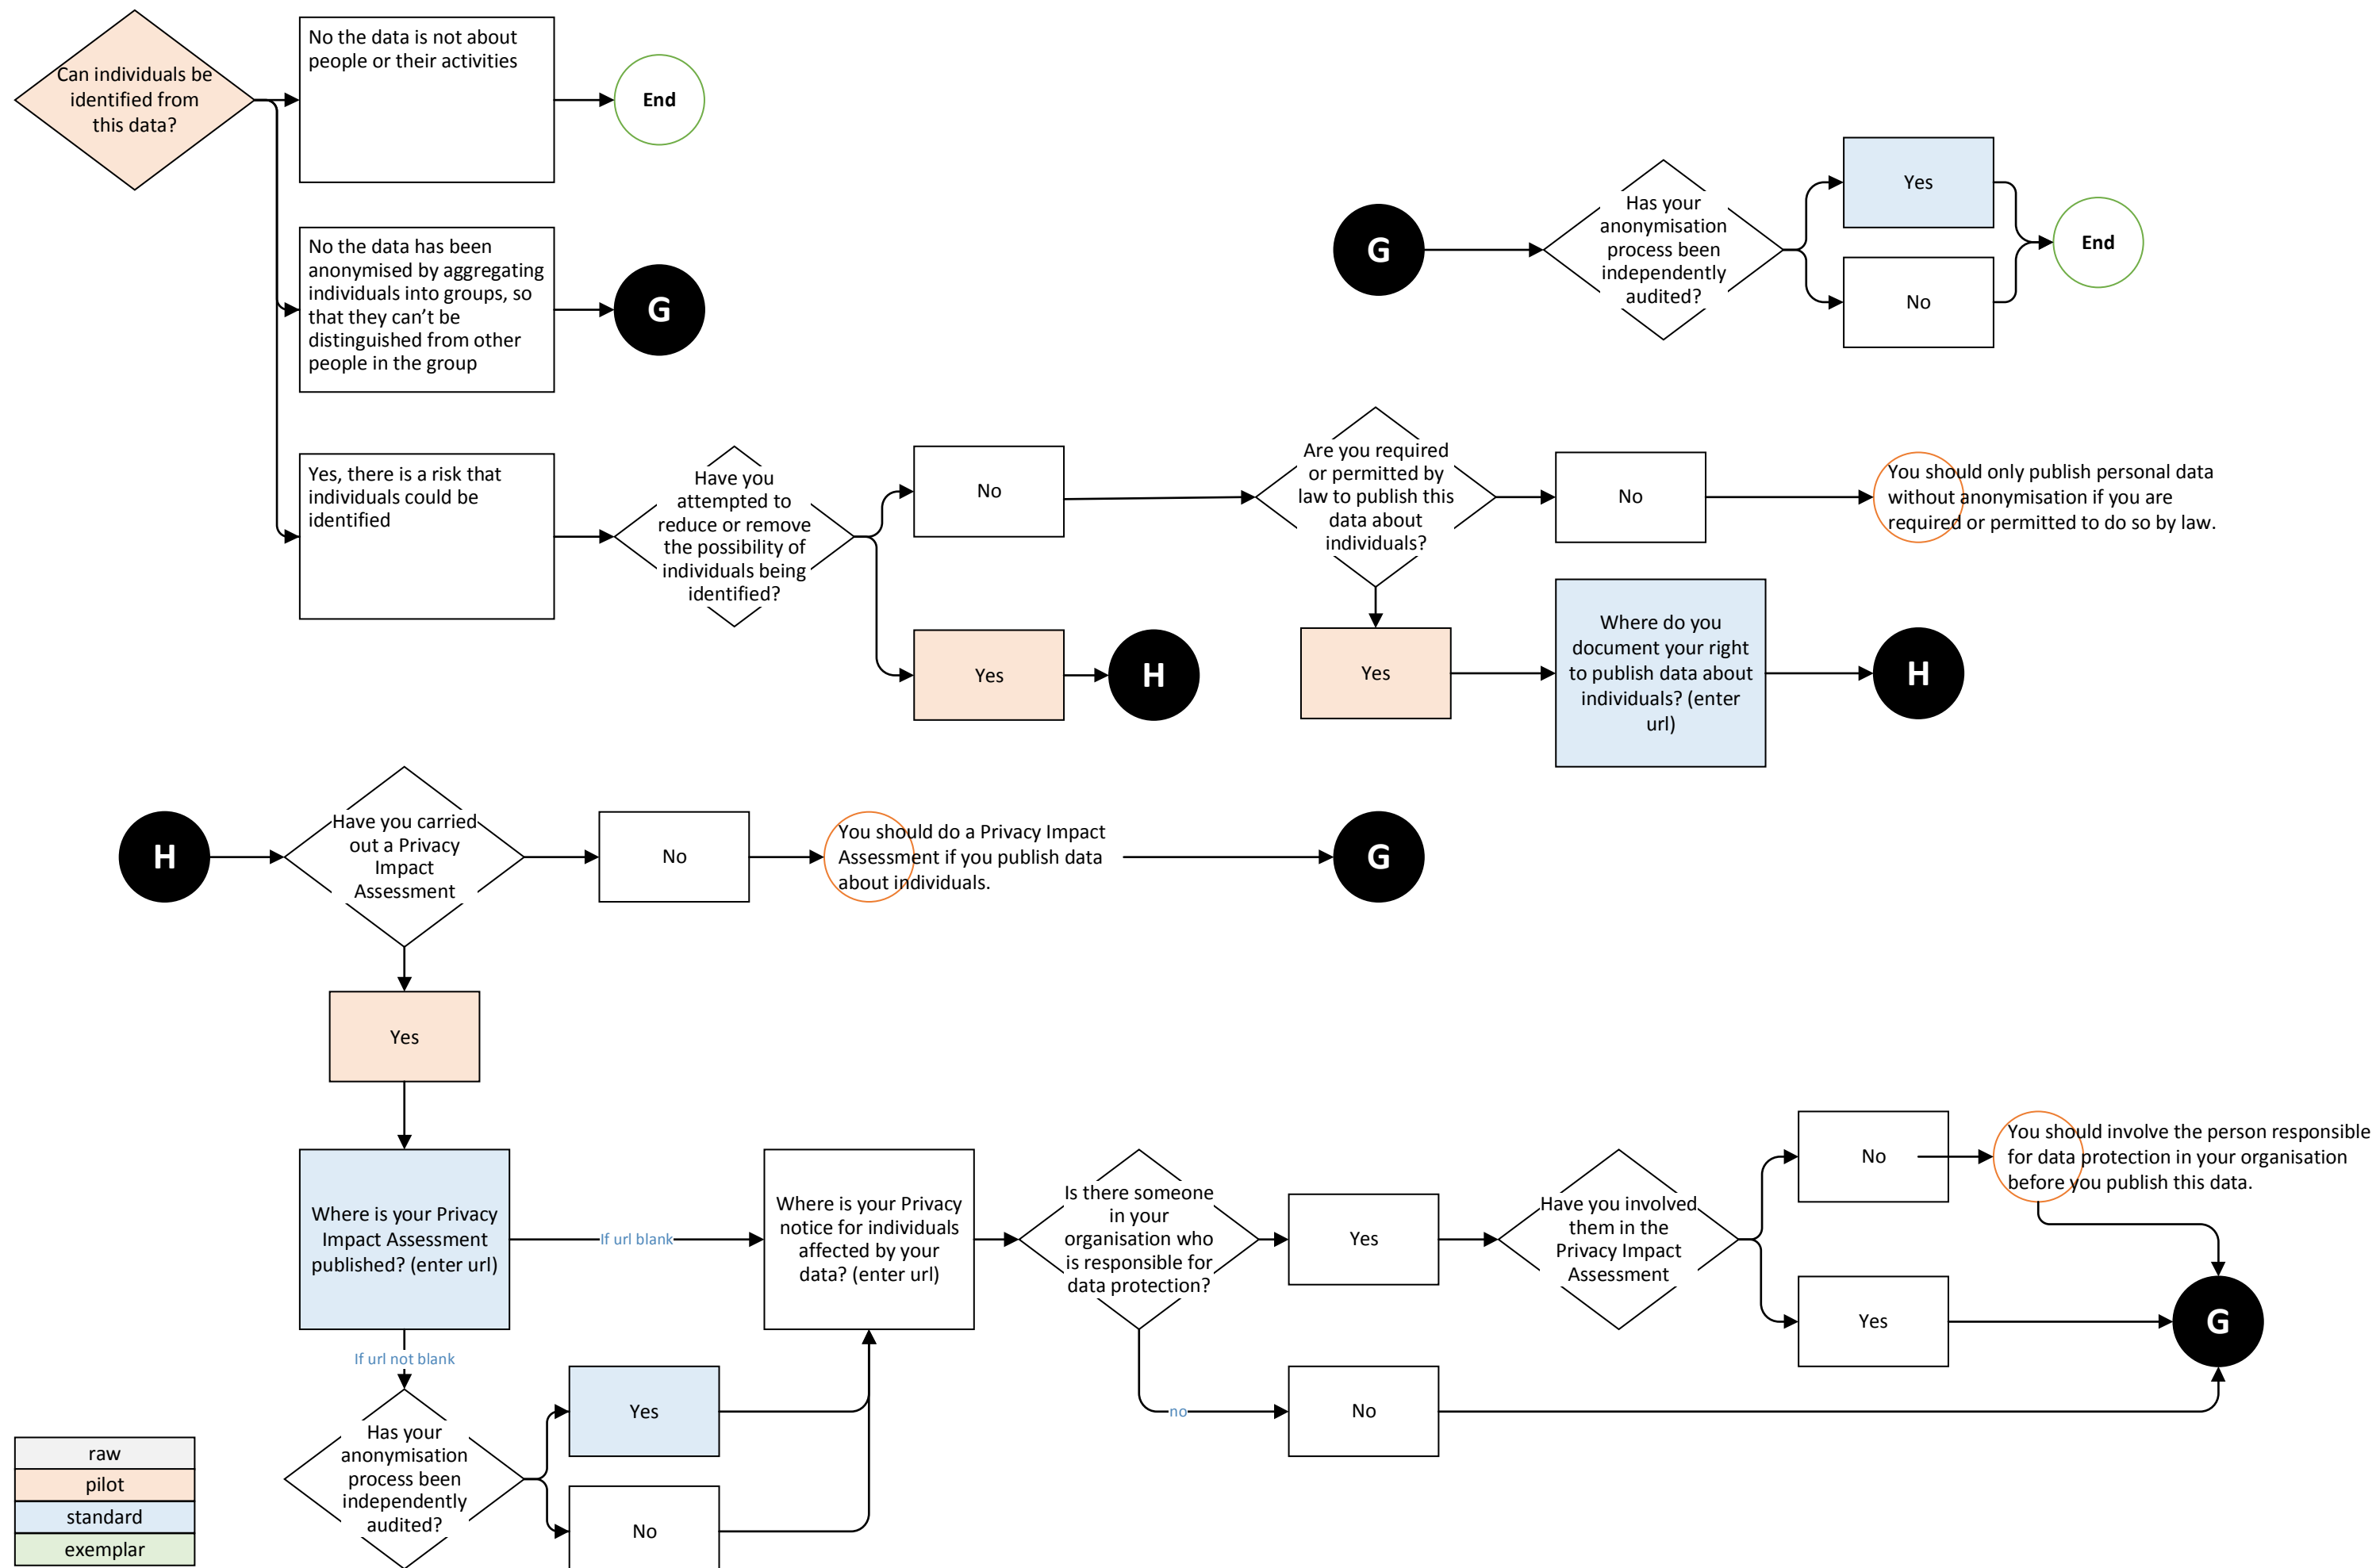 Can individuals be
identified from
this data?
No the data is not about
people or their activities
End
No the data has been
anonymised by aggregating
individuals into groups, so
that they can't be
distinguished from other
people in the group
G
G
Has your
anonymisation
process been
independently
audited?
Yes
No
End
Yes, there is a risk that
individuals could be
identified
Have you
attempted to
reduce or remove
the possibility of
individuals being
identified?
No
Yes
H
Are you required
or permitted by
law to publish this
data about
individuals?
No
You should only publish personal data
without anonymisation if you are
required or permitted to do so by law.
Yes
Where do you
document your right
to publish data about
individuals? (enter
url)
H
H
Have you carried
out a Privacy
Impact
Assessment
No
You should do a Privacy Impact
Assessment if you publish data
about individuals.
G
Yes
Where is your Privacy
Impact Assessment
published? (enter url)
If url blank
Where is your Privacy
notice for individuals
affected by your
data? (enter url)
Is there someone
in your
organisation who
is responsible for
data protection?
Yes
Have you involved
them in the
Privacy Impact
Assessment
No
You should involve the person responsible
for data protection in your organisation
before you publish this data.
Yes
G
no
No
If url not blank
Has your
anonymisation
process been
independently
audited?
Yes
No
raw
pilot
standard
exemplar